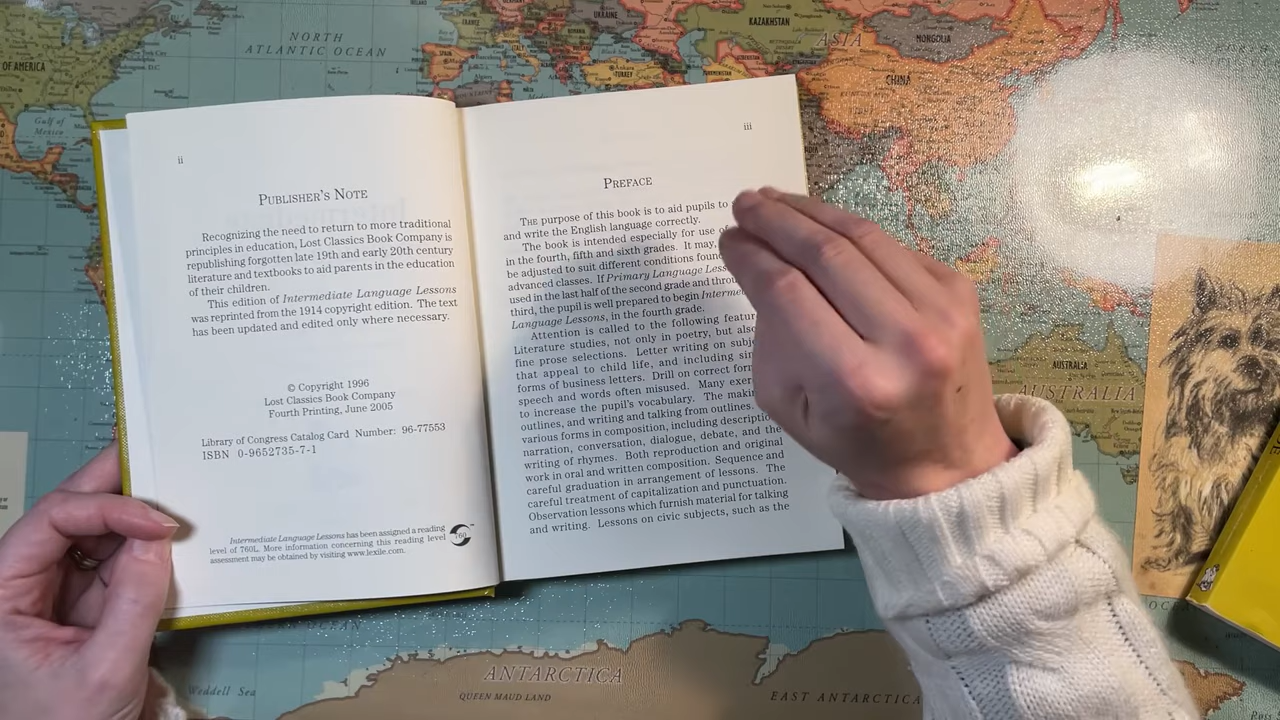 ii
PUBLISHER'S NOTE
Recognizing the need to return to more traditional
principles in education, Lost Classics Book Company is
republishing forgotten late 19th and early 20th century
literature and textbooks to aid parents in the education
of their children.
This edition of Intermediate Language Lessons
was reprinted from the 1914 copyright edition. The text
has been updated and edited only where necessary.
© Copyright 1996
Lost Classics Book Company
Fourth Printing, June 2005
Library of Congress Catalog Card Number: 96-77553
ISBN 0-9652735-7-1
Intermediate Language Lessons has been assigned a reading
level of 760L. More information concerning this reading level
assessment may be obtained by visiting www.lexile.com.
760
iii
PREFACE
THE purpose of this book is to aid pupils to
and write the English language correctly.
The book is intended especially for use
in the fourth, fifth and sixth grades. It may,
be adjusted to suit different conditions
advanced classes. If Primary Language
used in the last half of the second grade and
third, the pupil is well prepared to begin
Language Lessons, in the fourth grade.
Attention is called to the following
Literature studies, not only in poetry, but
fine prose selections. Letter writing on
that appeal to child life, and including
forms of business letters. Drill on correct
speech and words often misused. Many
to increase the pupil's vocabulary. The
outlines, and writing and talking from outlines.
various forms in composition, including
narration, conversation, dialogue, debate, and the
writing of rhymes. Both reproduction and original
work in oral and written composition. Sequence and
careful graduation in arrangement of lessons. The
careful treatment of capitalization and punctuation.
Observation lessons which furnish material for talking
and writing. Lessons on civic subjects, such as the
NORTH
ATLANTIC OCEAN
OF AMERICA
Gulf of
Mexico
FRANCE
SPAIN
ITALY
UKRAINE
TURKEY
KAZAKHSTAN
MONGOLIA
ASIA
CHINA
AUSTRALIA
AUSTRALIA
ANTARCTICA
QUEEN MAUD LAND
EAST ANTARCTICA
Weddell Sea